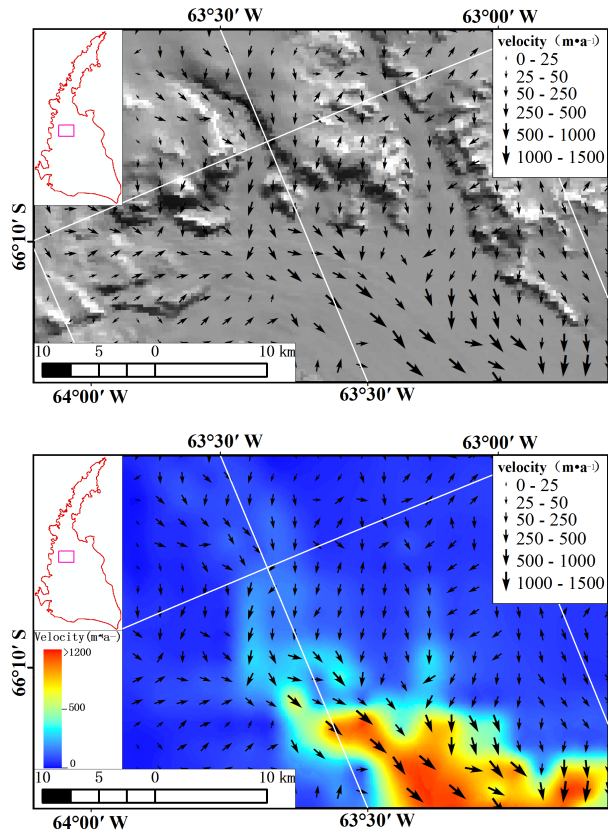 63°30′ W 63°00′ W
velocity (m•a⁻¹)
0 - 25
25 - 50
50 - 250
250 - 500
500 - 1000
1000 - 1500
66°10′ S
10 5 0 10 km
64°00′ W 63°30′ W
63°30′ W 63°00′ W
velocity (m•a⁻¹)
0 - 25
25 - 50
50 - 250
250 - 500
500 - 1000
1000 - 1500
66°10′ S
Velocity(m•a⁻¹)
>1200
500
0
10 5 0 10 km
64°00′ W 63°30′ W